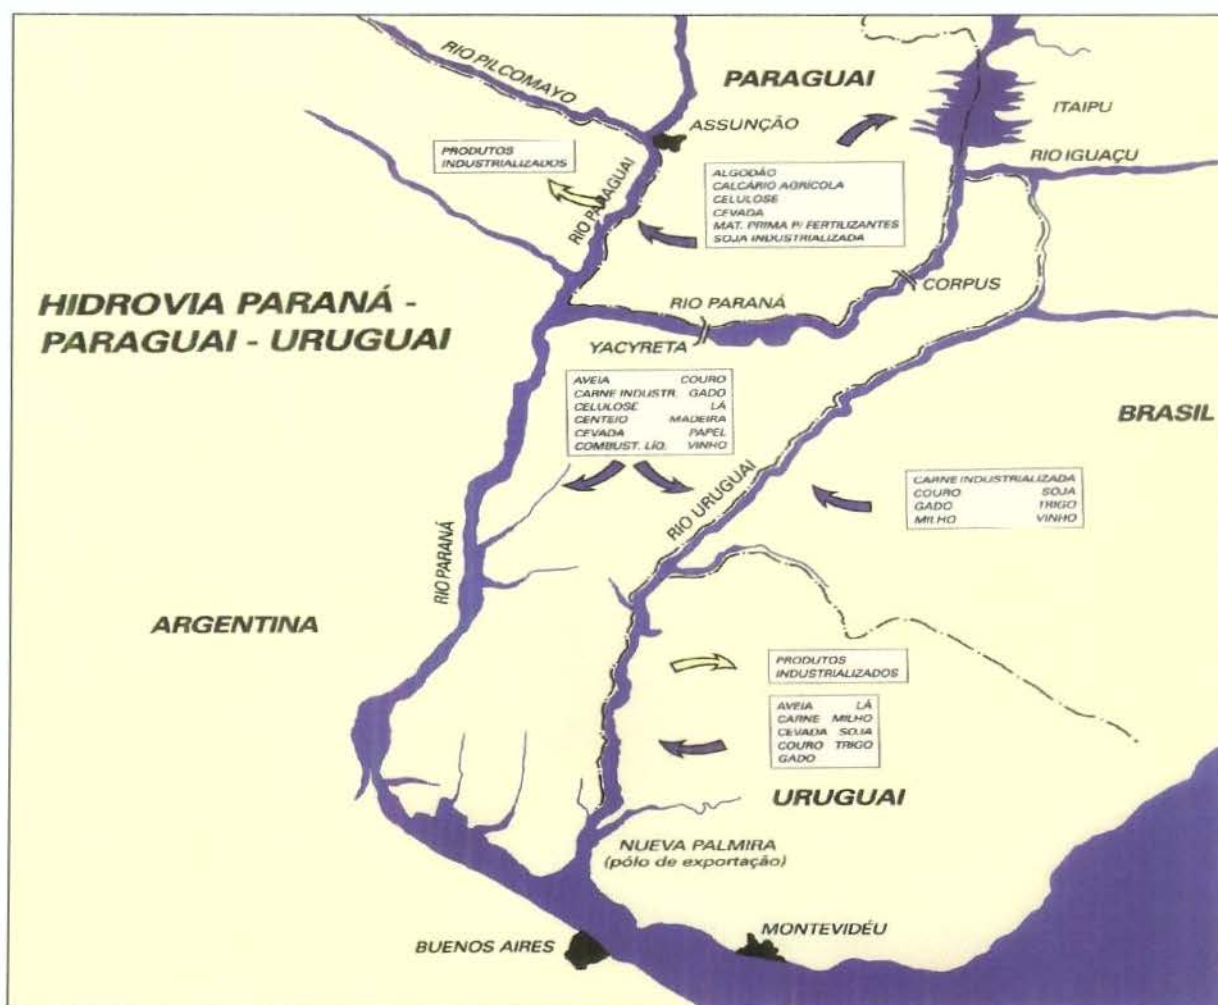 RIO PILCOMAYO
PARAGUAI
ITAIPU
ASSUNÇÃO
RIO IGUAÇU
PRODUTOS
INDUSTRIALIZADOS
RIO PARAGUAI
ALGODÃO
CALCÁRIO AGRÍCOLA
CELULOSE
CEVADA
MAT. PRIMA P/ FERTILIZANTES
SOJA INDUSTRIALIZADA
HIDROVIA PARANÁ -
PARAGUAI - URUGUAI
RIO PARANÁ
CORPUS
YACYRETA
AVEIA COURO
CARNE INDUSTR. GADO
CELULOSE LÁ
CENTEIO MADEIRA
CEVADA PAPEL
COMBUST. LÍQ. VINHO
BRASIL
RIO URUGUAI
CARNE INDUSTRIALIZADA
COURO SOJA
GADO TRIGO
MILHO VINHO
RIO PARANÁ
ARGENTINA
PRODUTOS
INDUSTRIALIZADOS
AVEIA LÁ
CARNE MILHO
CEVADA SOJA
COURO TRIGO
GADO
URUGUAI
NUEVA PALMIRA
(pólo de exportação)
BUENOS AIRES
MONTEVIDÉU